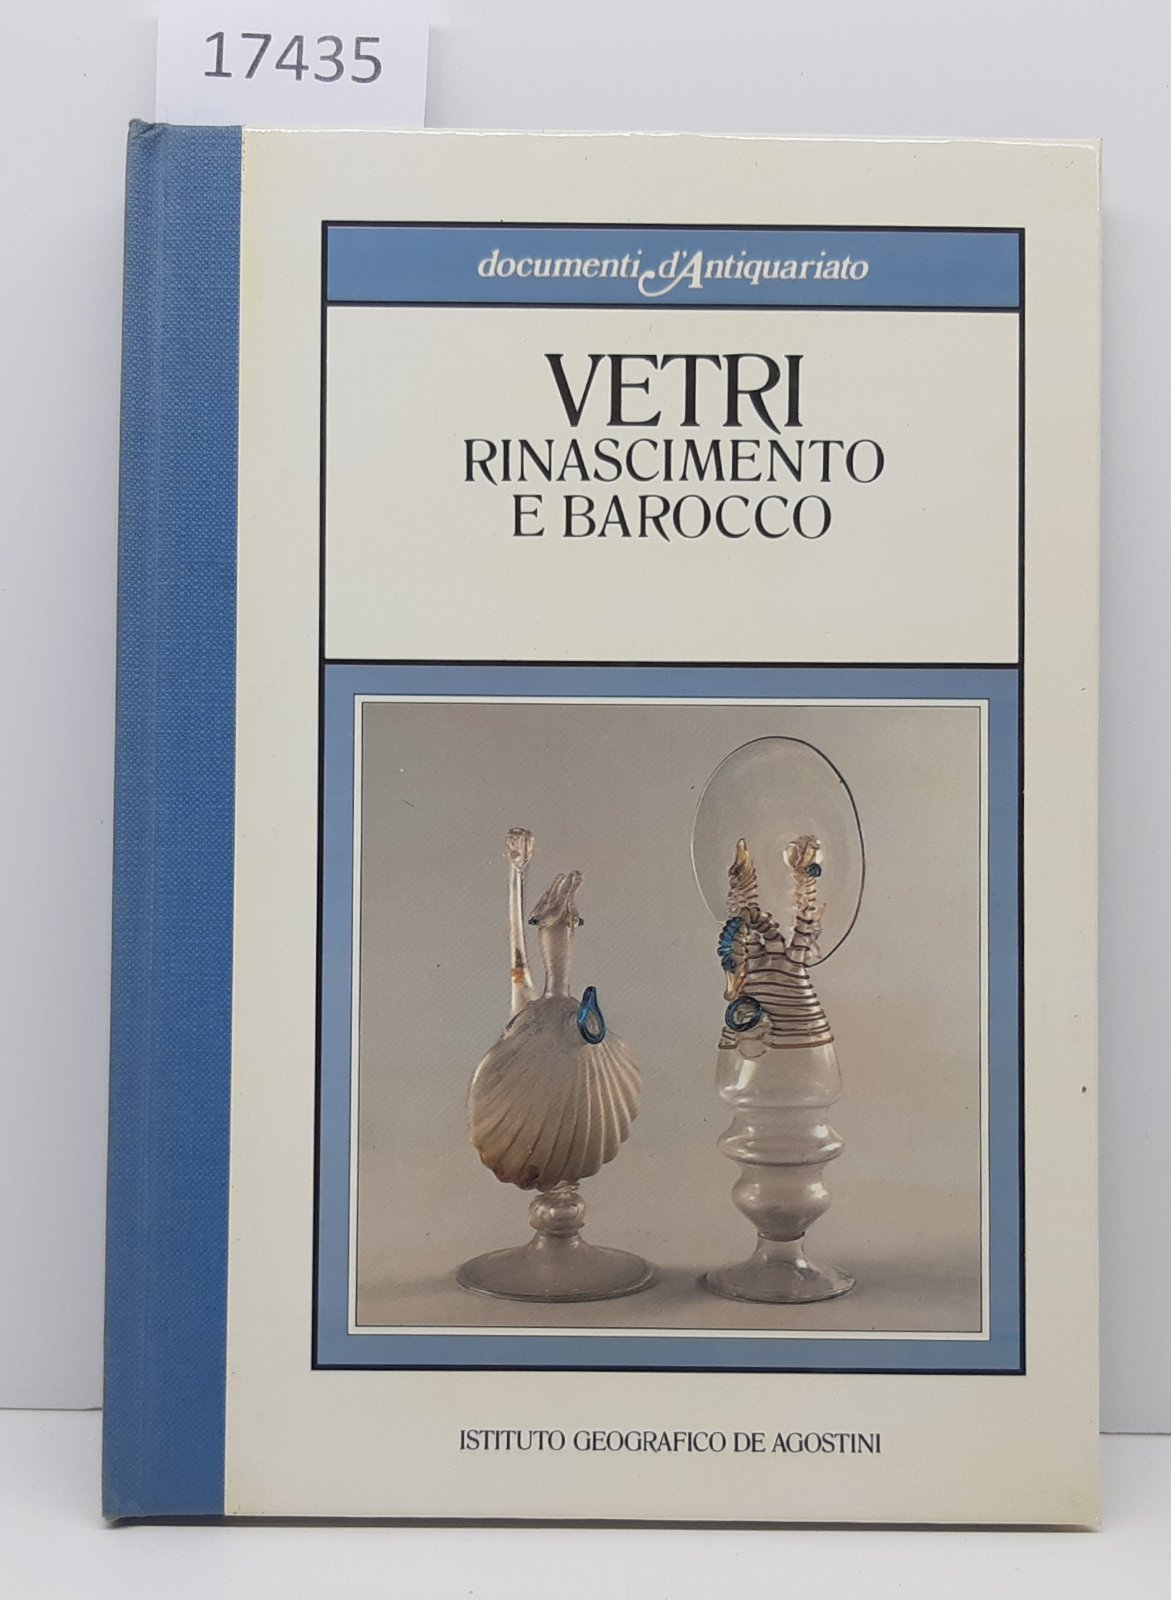 17435
documenti d'Antiquariato
VETRI
RINASCIMENTO
E BAROCCO
ISTITUTO GEOGRAFICO DE AGOSTINI